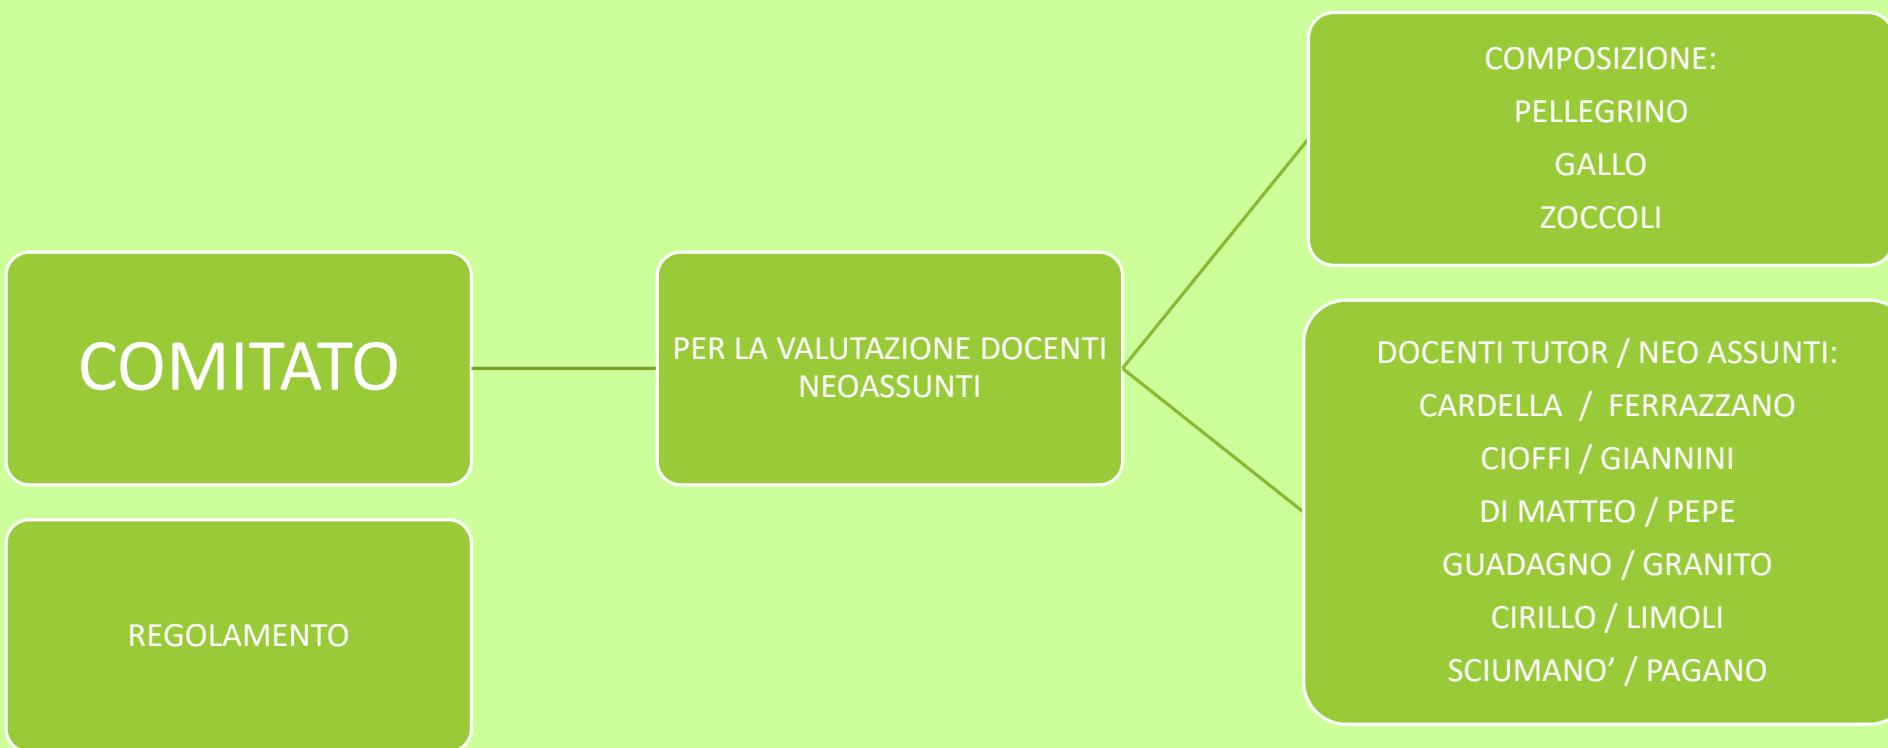 COMITATO
PER LA VALUTAZIONE DOCENTI
NEOASSUNTI
COMPOSIZIONE:
PELLEGRINO
GALLO
ZOCCOLI
DOCENTI TUTOR / NEO ASSUNTI:
CARDELLA / FERRAZZANO
CIOFFI / GIANNINI
DI MATTEO / PEPE
GUADAGNO / GRANITO
CIRILLO / LIMOLI
SCIUMANO’ / PAGANO
REGOLAMENTO